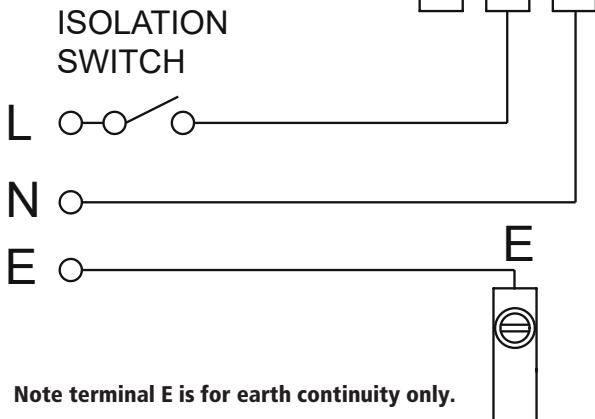 ISOLATION
SWITCH
L
N
E
E
Note terminal E is for earth continuity only.